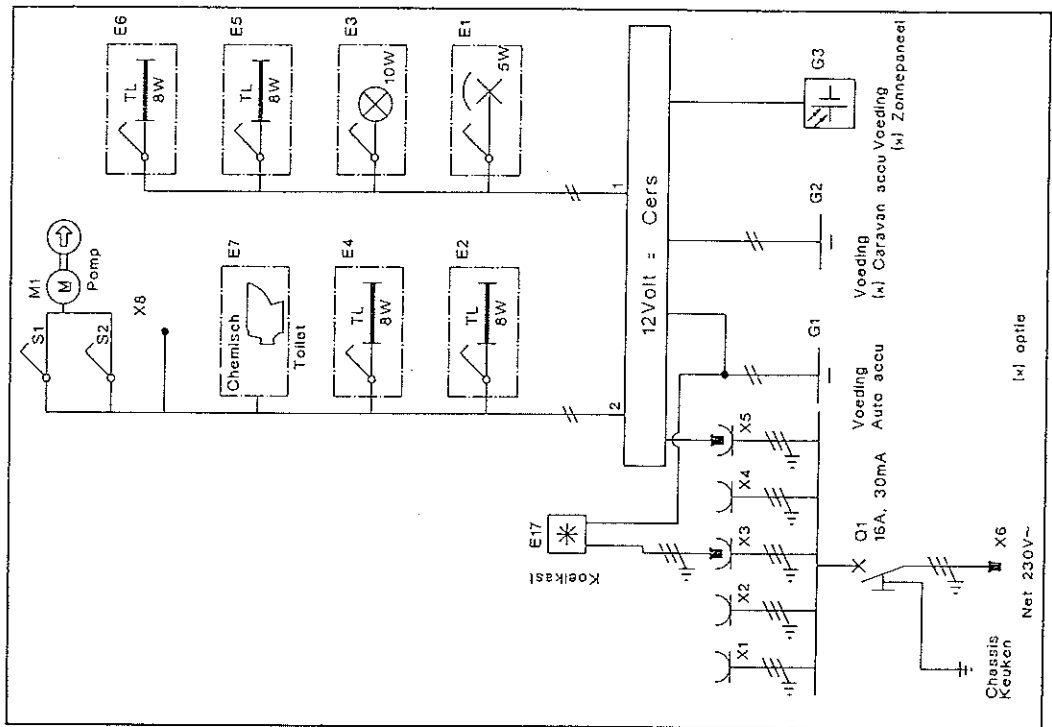 E6
TL
8W
E5
TL
8W
E3
10W
E1
5W
M1
M
Pomp
S1
S2
X8
E7
Chemisch
Toilet
E4
TL
8W
E2
TL
8W
1
2
12Volt = Cers
G3
Voeding
(*) Zonnepaneel
G2
Voeding
(*) Caravan accu
G1
Voeding
Auto accu
E17
Koelkast
X1
X2
X3
X4
X5
Q1
16A, 30mA
X6
Net 230V~
Chassis
Keuken
(*) optie